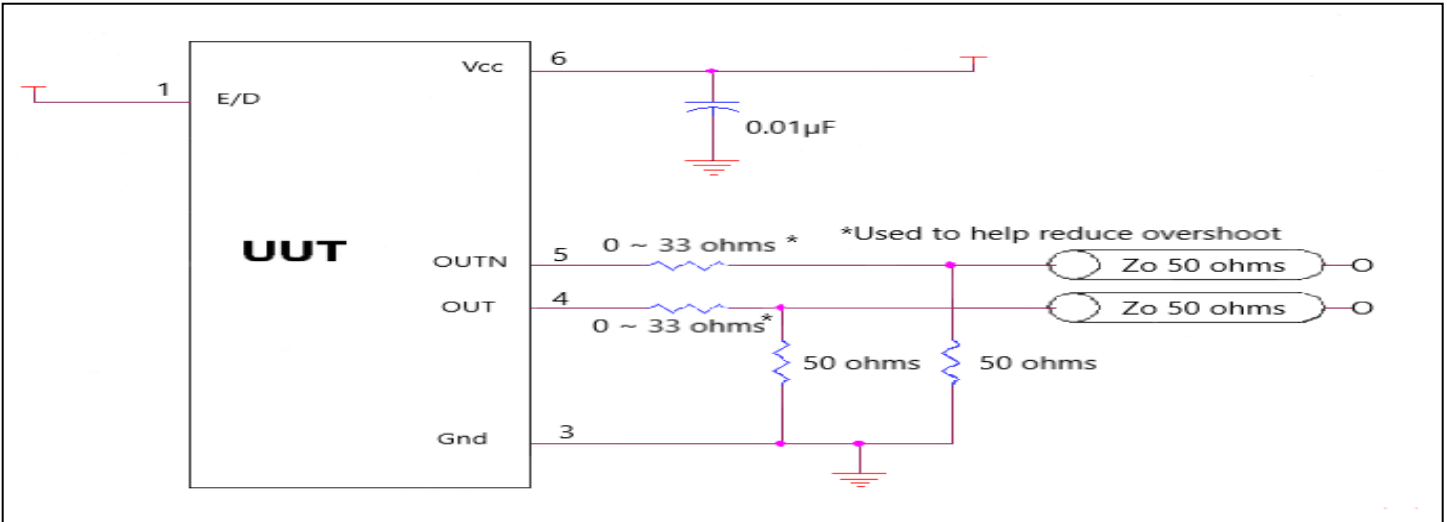 Vcc
6
1
E/D
0.01µF
UUT
OUTN
5
0 ~ 33 ohms *
*Used to help reduce overshoot
Zo 50 ohms
OUT
4
0 ~ 33 ohms*
Zo 50 ohms
50 ohms
50 ohms
Gnd
3